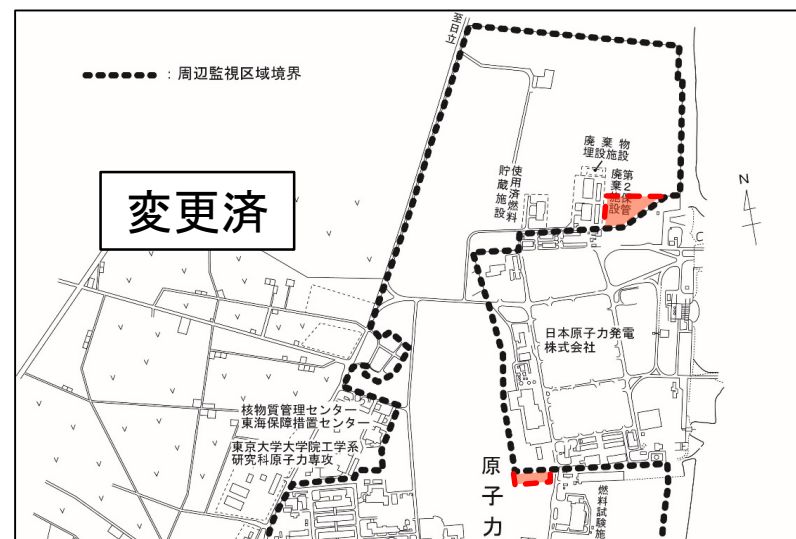 至日立
：周辺監視区域境界
廃棄物
埋設施設
第2保管
廃棄施設
使用済燃料
貯蔵施設
N
変更済
日本原子力発電
株式会社
核物質管理センター
東海保障措置センター
東京大学大学院工学系
研究科原子力専攻
原子力
燃料試験施